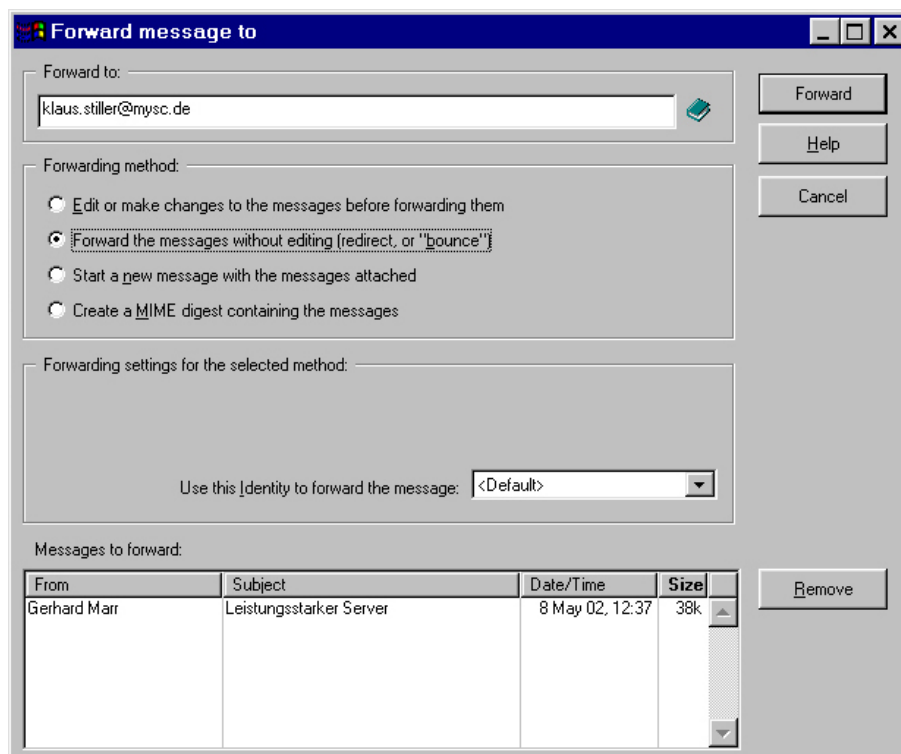 Forward message to
Forward to:
klaus.stiller@mysc.de
Forward
Help
Cancel
Forwarding method:
Edit or make changes to the messages before forwarding them
Forward the messages without editing (redirect, or "bounce")
Start a new message with the messages attached
Create a MIME digest containing the messages
Forwarding settings for the selected method:
Use this Identity to forward the message: <Default>
Messages to forward:
From Subject Date/Time Size
Gerhard Marr Leistungsstarker Server 8 May 02, 12:37 38k
Remove